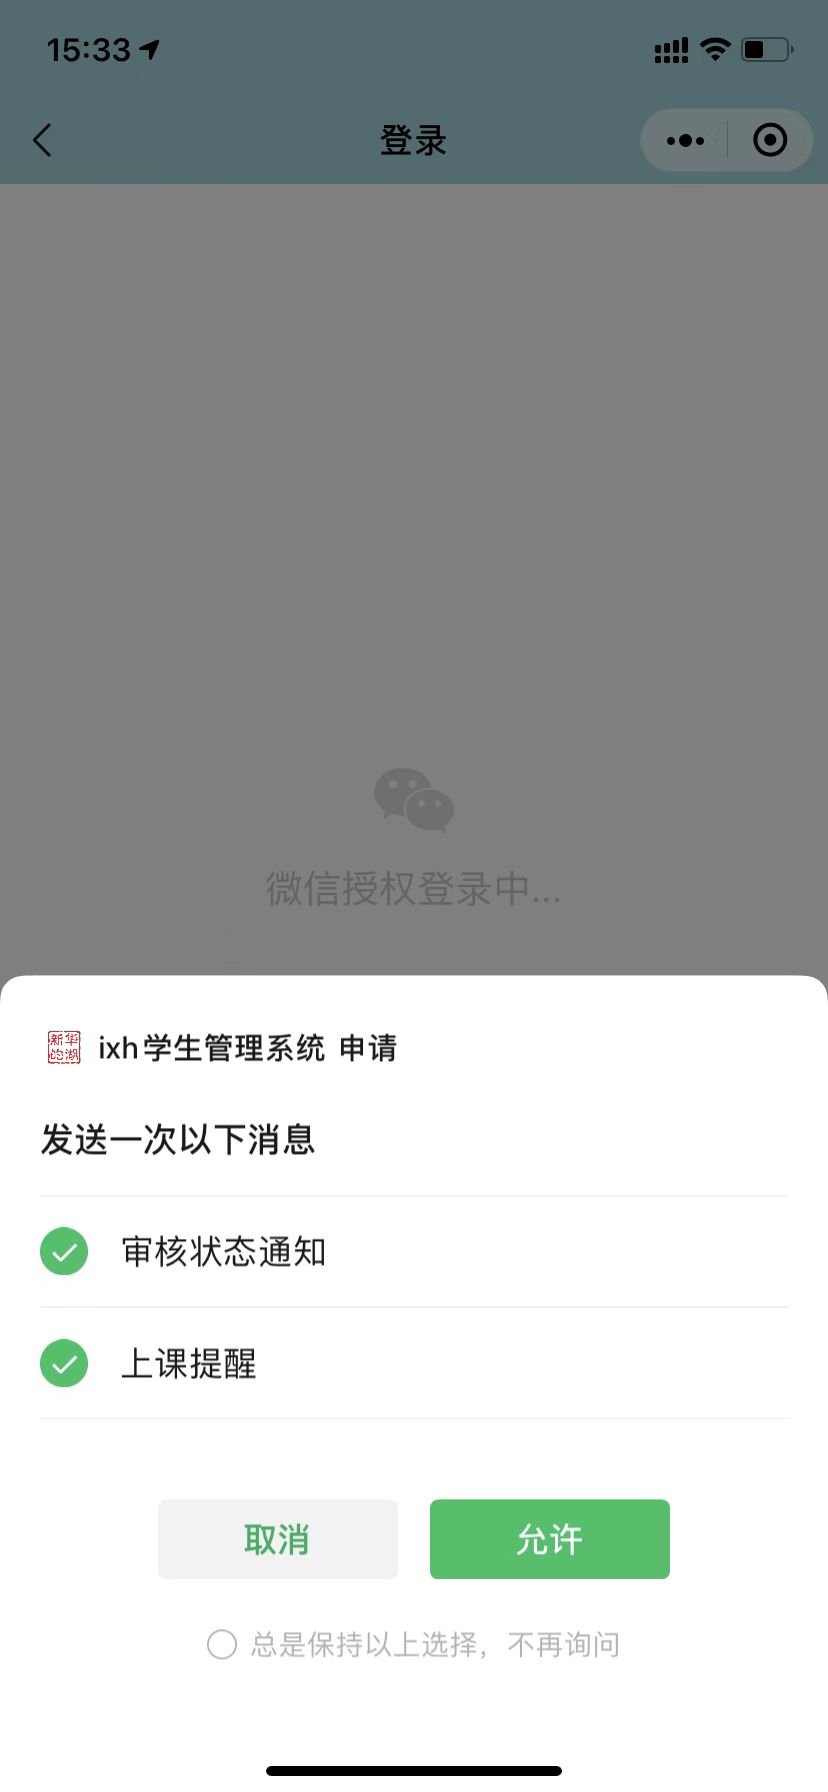 15:33
登录
微信授权登录中...
新华
的湖
ixh学生管理系统 申请
发送一次以下消息
审核状态通知
上课提醒
取消
允许
总是保持以上选择，不再询问